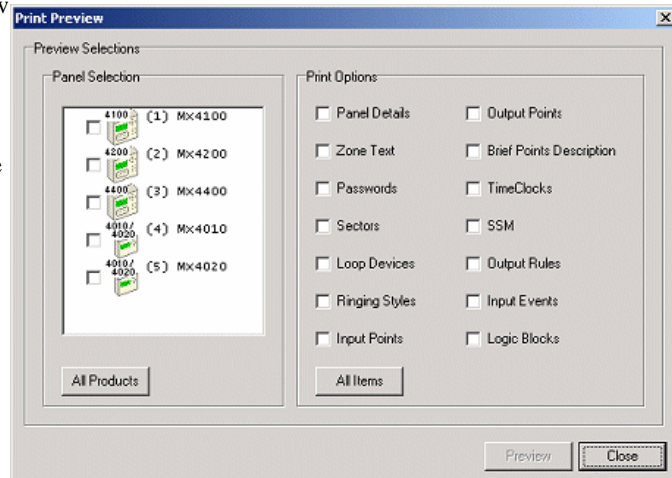 Print Preview
Preview Selections
Panel Selection
4100 (1) Mx4100
4200 (2) Mx4200
4400 (3) Mx4400
4010/
4020 (4) Mx4010
4010/
4020 (5) Mx4020
All Products
Print Options
Panel Details
Output Points
Zone Text
Brief Points Description
Passwords
TimeClocks
Sectors
SSM
Loop Devices
Output Rules
Ringing Styles
Input Events
Input Points
Logic Blocks
All Items
Preview
Close